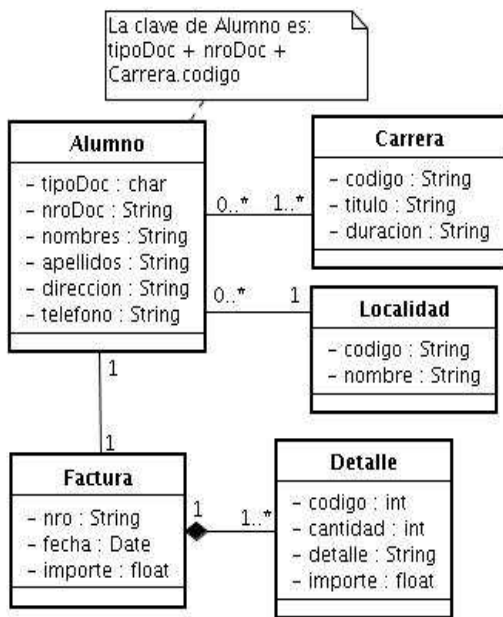 La clave de Alumno es:
tipoDoc + nroDoc +
Carrera.codigo
Alumno
- tipoDoc : char
- nroDoc : String
- nombres : String
- apellidos : String
- direccion : String
- telefono : String
0..*
1..*
Carrera
- codigo : String
- titulo : String
- duracion : String
0..*
1
Localidad
- codigo : String
- nombre : String
1
1
Factura
- nro : String
- fecha : Date
- importe : float
1
1..*
Detalle
- codigo : int
- cantidad : int
- detalle : String
- importe : float